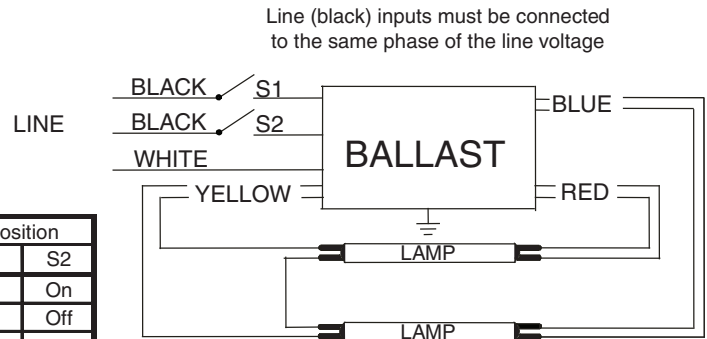 Line (black) inputs must be connected
to the same phase of the line voltage
BLACK S1
BLUE
LINE
BLACK S2
BALLAST
WHITE
YELLOW
RED
LAMP
LAMP
S2
On
Off